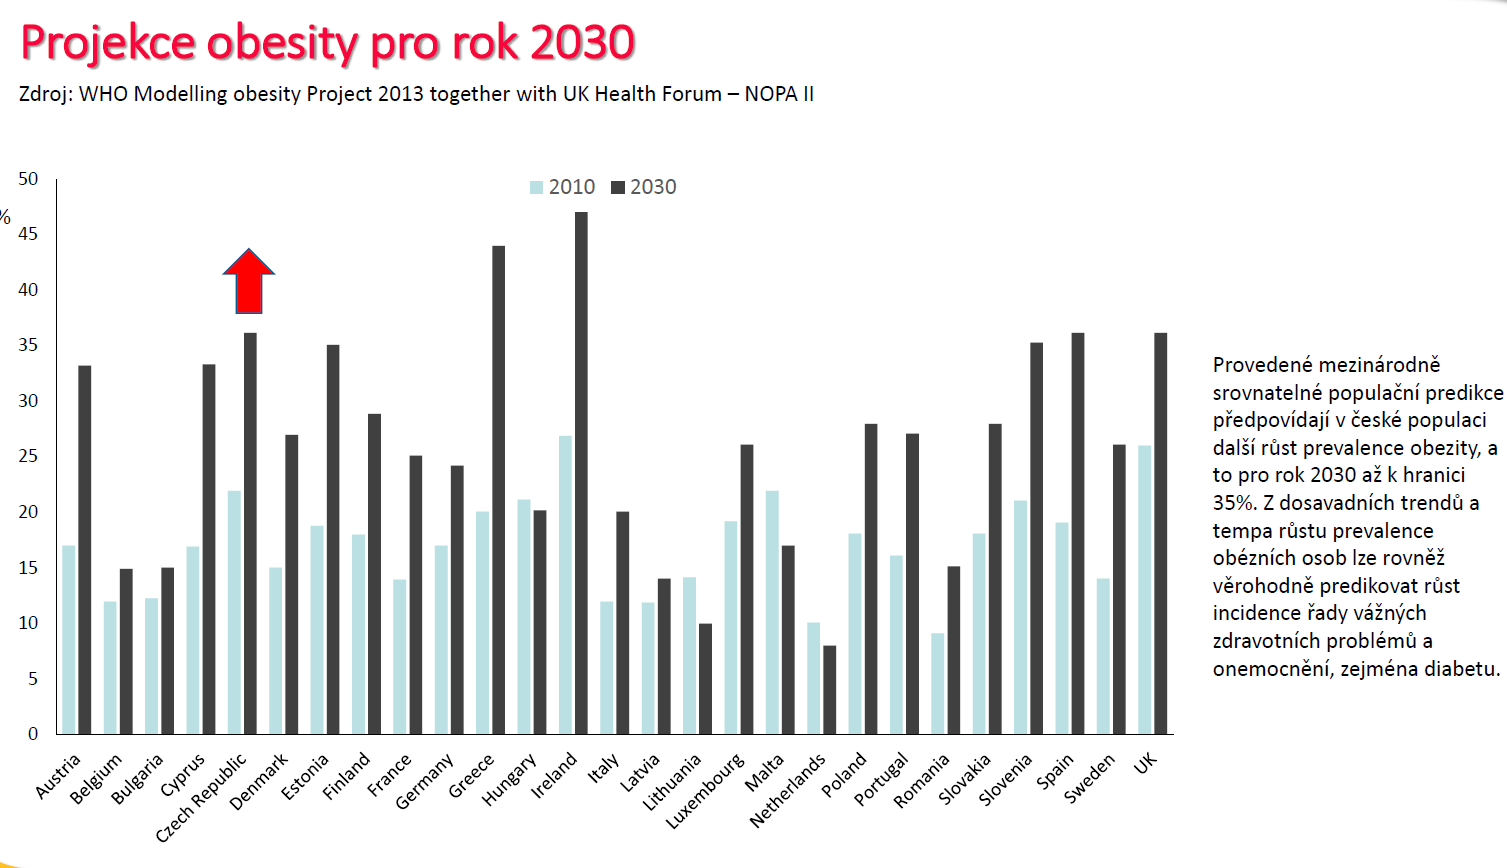 Projekce obesity pro rok 2030
Zdroj: WHO Modelling obesity Project 2013 together with UK Health Forum – NOPA II
50
%
45
40
35
30
25
20
15
10
5
0
2010
2030
Austria
Belgium
Bulgaria
Cyprus
Czech Republic
Denmark
Estonia
Finland
France
Germany
Greece
Hungary
Ireland
Italy
Latvia
Lithuania
Luxembourg
Malta
Netherlands
Poland
Portugal
Romania
Slovakia
Slovenia
Spain
Sweden
UK
Provedené mezinárodně
srovnatelné populační predikce
předpovídají v české populaci
další růst prevalence obezity, a
to pro rok 2030 až k hranici
35%. Z dosavadních trendů a
tempa růstu prevalence
obézních osob lze rovněž
věrohodně predikovat růst
incidence řady vážných
zdravotních problémů a
onemocnění, zejména diabetu.